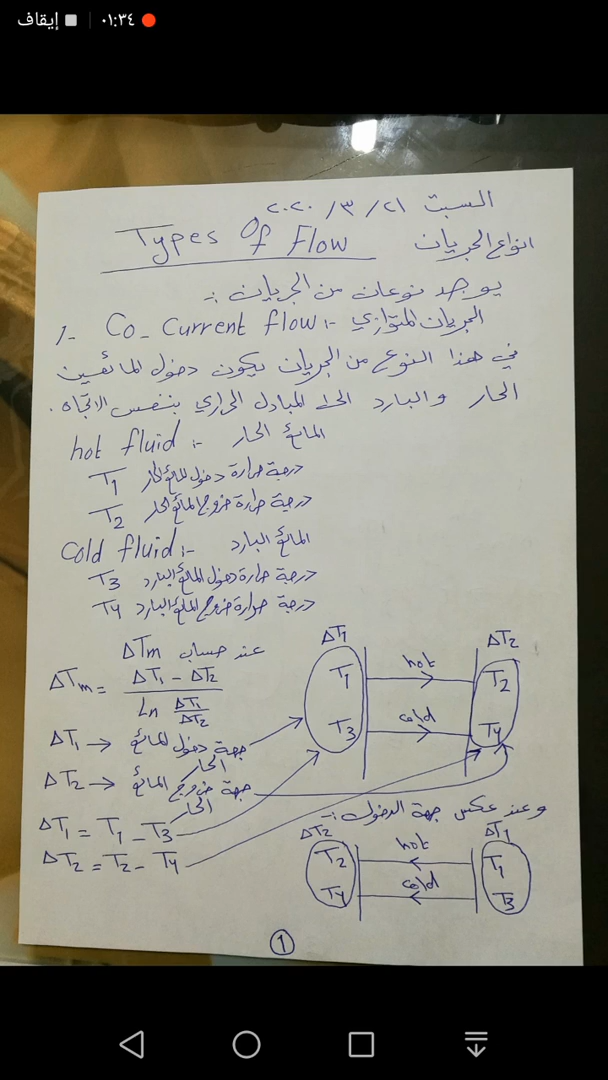 ٠١:٣٤ | إيقاف
السبت ٢١/ ٣/ ٢٠٢٠
Types Of Flow انواع الجريان
يوجد نوعان من الجريان :-
1- Co-Current flow :- الجريان المتوازي
في هذا النوع من الجريان يكون دخول المائعين
الحار والبارد الى المبادل الحراري بنفس الاتجاه .
hot fluid :- المائع الحار
T1 درجة حرارة دخول المائع الحار
T2 درجة حرارة خروج المائع الحار
Cold fluid :- المائع البارد
T3 درجة حرارة دخول المائع البارد
T4 درجة حرارة خروج المائع البارد
عند حساب ΔTm
ΔTm = ΔT1 - ΔT2
Ln ΔT1
ΔT2
ΔT1 → جهة دخول المائع الحار
ΔT2 → جهة خروج المائع الحار
ΔT1 = T1 - T3
ΔT2 = T2 - T4
ΔT1 ΔT2
T1 hot T2
T3 cold T4
وعند عكس جهة الدخول :-
ΔT2 ΔT1
T2 hot T1
T4 cold T3
1